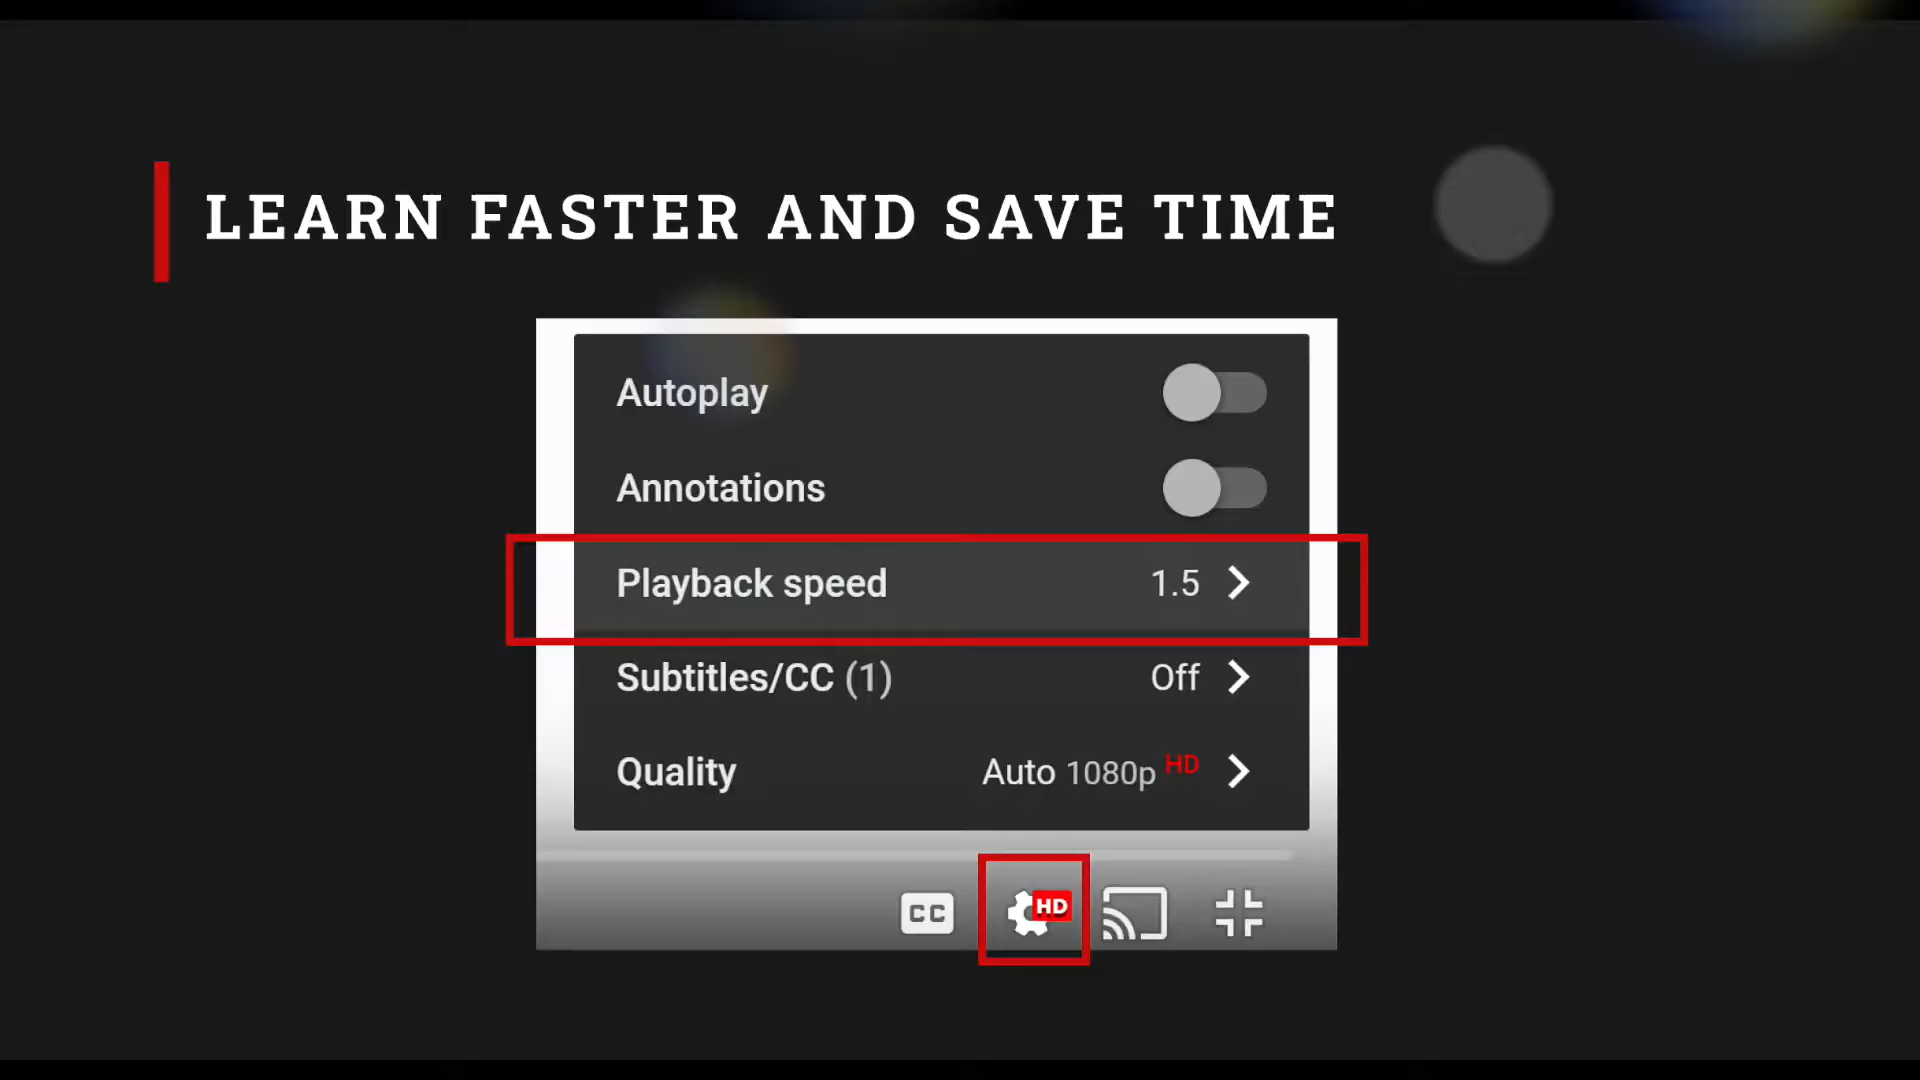 LEARN FASTER AND SAVE TIME
Autoplay
Annotations
Playback speed 1.5
Subtitles/CC (1) Off
Quality Auto 1080p HD
CC HD